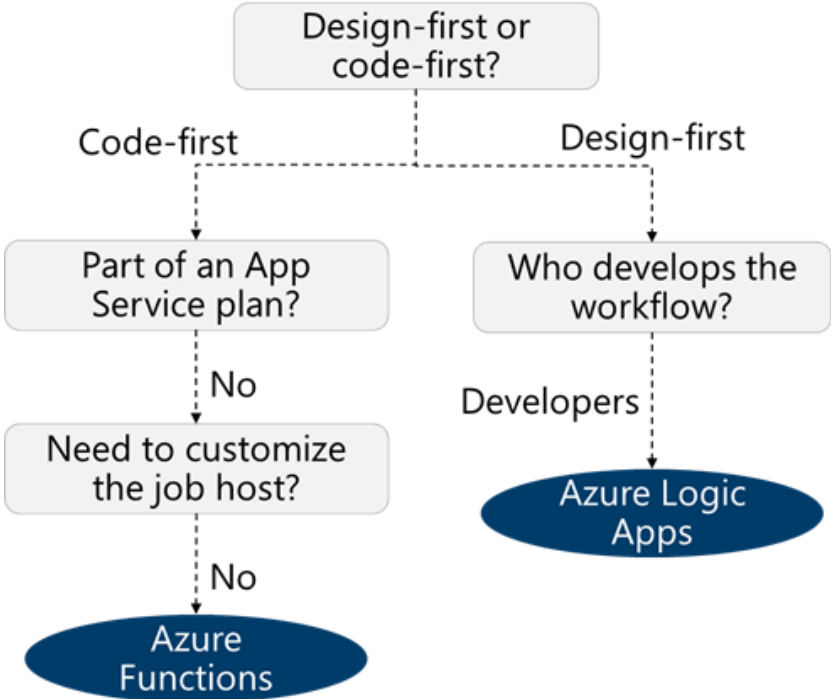 Design-first or
code-first?
Code-first
Design-first
Part of an App
Service plan?
Who develops the
workflow?
No
Developers
Need to customize
the job host?
Azure Logic
Apps
No
Azure
Functions